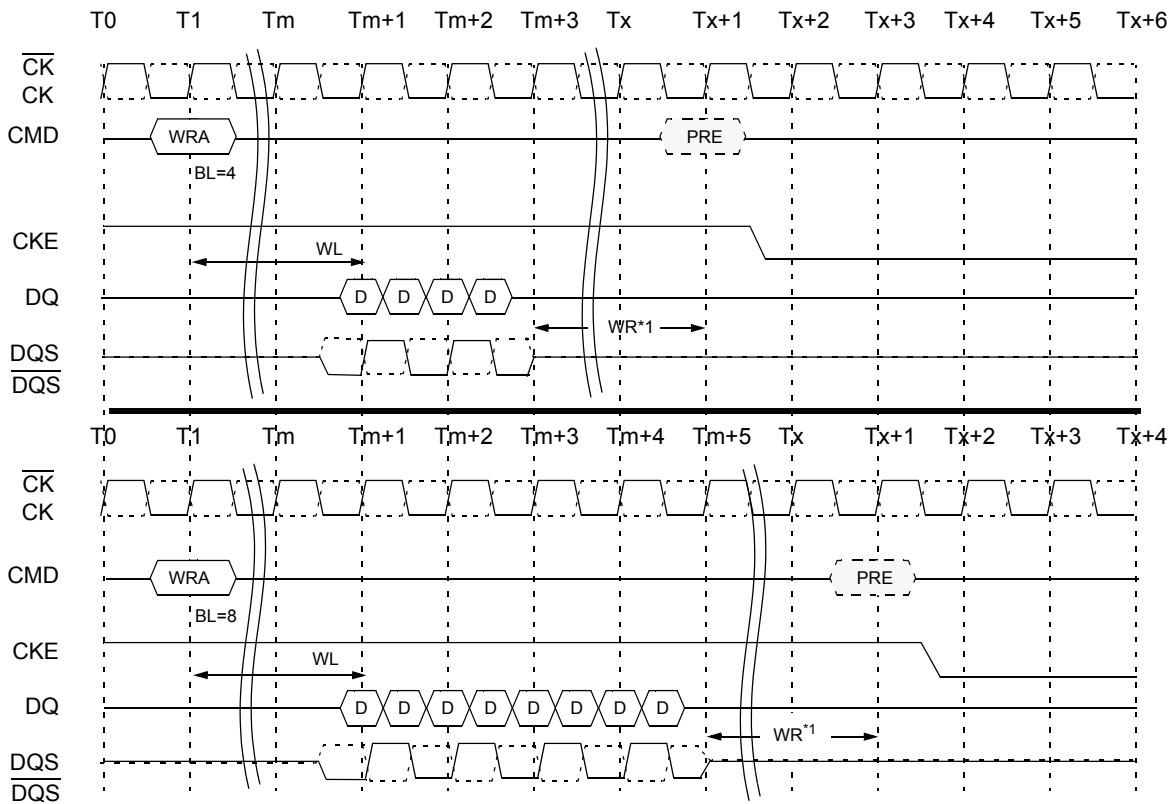 T0 T1 Tm Tm+1 Tm+2 Tm+3 Tx Tx+1 Tx+2 Tx+3 Tx+4 Tx+5 Tx+6
CK
CK
CMD WRA PRE
BL=4
CKE
WL
DQ D D D D
WR*1
DQS
DQS
T0 T1 Tm Tm+1 Tm+2 Tm+3 Tm+4 Tm+5 Tx Tx+1 Tx+2 Tx+3 Tx+4
CK
CK
CMD WRA PRE
BL=8
CKE
WL
DQ D D D D D D D D
WR*1
DQS
DQS